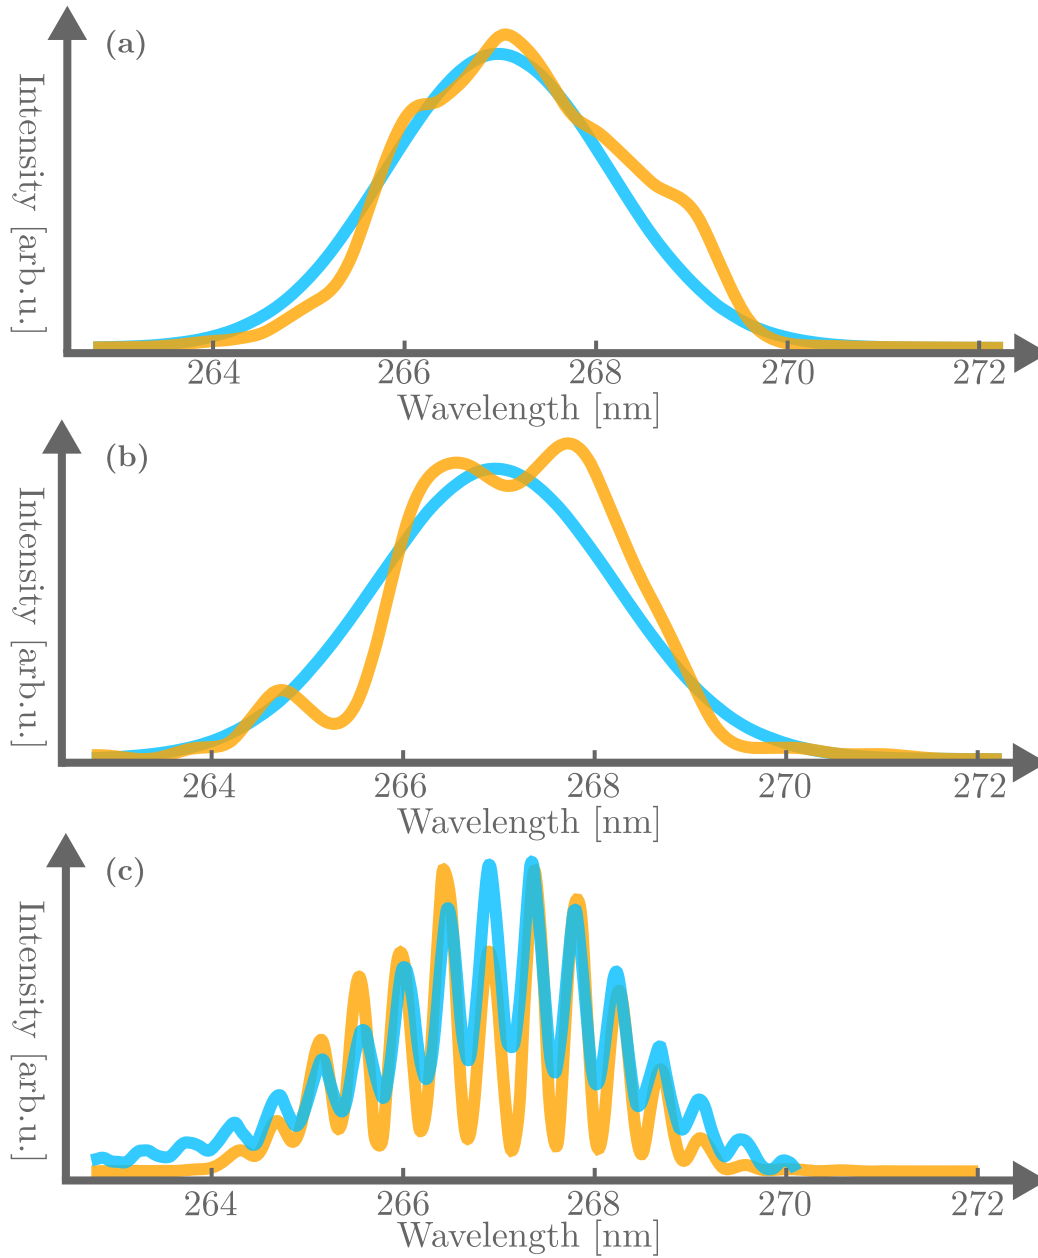 (a)
Intensity [arb.u.]
264 266 268 270 272
Wavelength [nm]
(b)
Intensity [arb.u.]
264 266 268 270 272
Wavelength [nm]
(c)
Intensity [arb.u.]
264 266 268 270 272
Wavelength [nm]